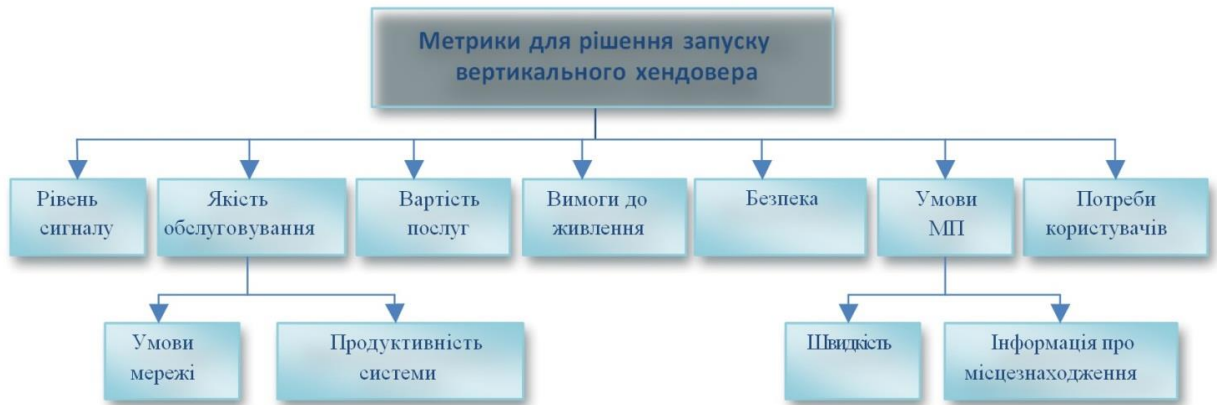 Метрики для рішення запуску
вертикального хендовера
Рівень
сигналу
Якість
обслуговування
Вартість
послуг
Вимоги до
живлення
Безпека
Умови
МП
Потреби
користувачів
Умови
мережі
Продуктивність
системи
Швидкість
Інформація про
місцезнаходження